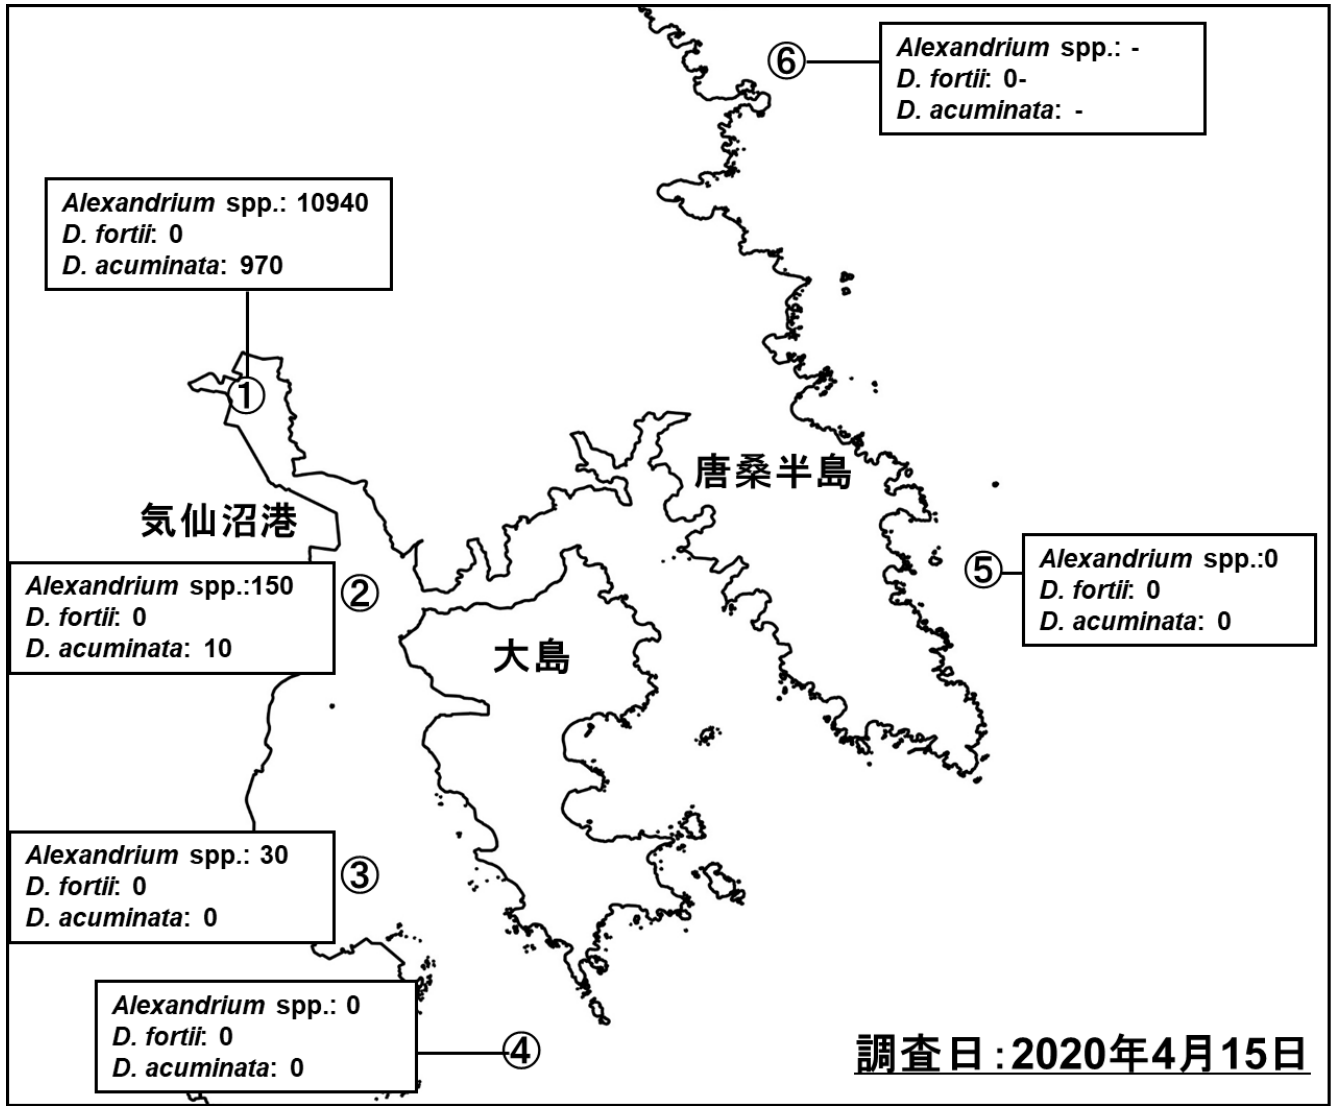 ⑥
Alexandrium spp.: -
D. fortii: 0-
D. acuminata: -
Alexandrium spp.: 10940
D. fortii: 0
D. acuminata: 970
①
唐桑半島
気仙沼港
Alexandrium spp.:150
D. fortii: 0
D. acuminata: 10
②
⑤
Alexandrium spp.:0
D. fortii: 0
D. acuminata: 0
大島
Alexandrium spp.: 30
D. fortii: 0
D. acuminata: 0
③
Alexandrium spp.: 0
D. fortii: 0
D. acuminata: 0
④
調査日:2020年4月15日